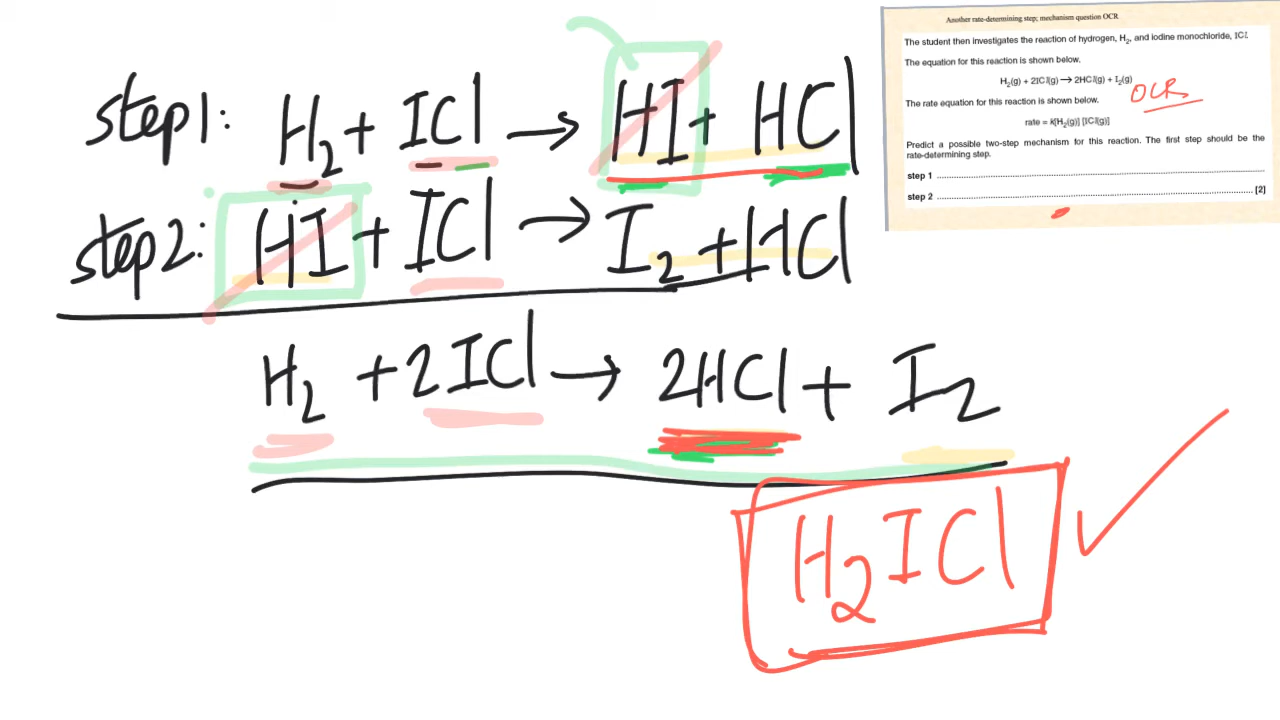 step1: H₂ + ICl → HI + HCl
step2: HI + ICl → I₂ + HCl
H₂ + 2ICl → 2HCl + I₂
H₂ICl
Another rate-determining step; mechanism question OCR
The student then investigates the reaction of hydrogen, H₂, and iodine monochloride, ICl.
The equation for this reaction is shown below.
H₂(g) + 2ICl(g) → 2HCl(g) + I₂(g)
OCR
The rate equation for this reaction is shown below.
rate = k[H₂(g)] [ICl(g)]
Predict a possible two-step mechanism for this reaction. The first step should be the
rate-determining step.
step 1 ........................................................................
step 2 ........................................................................ [2]